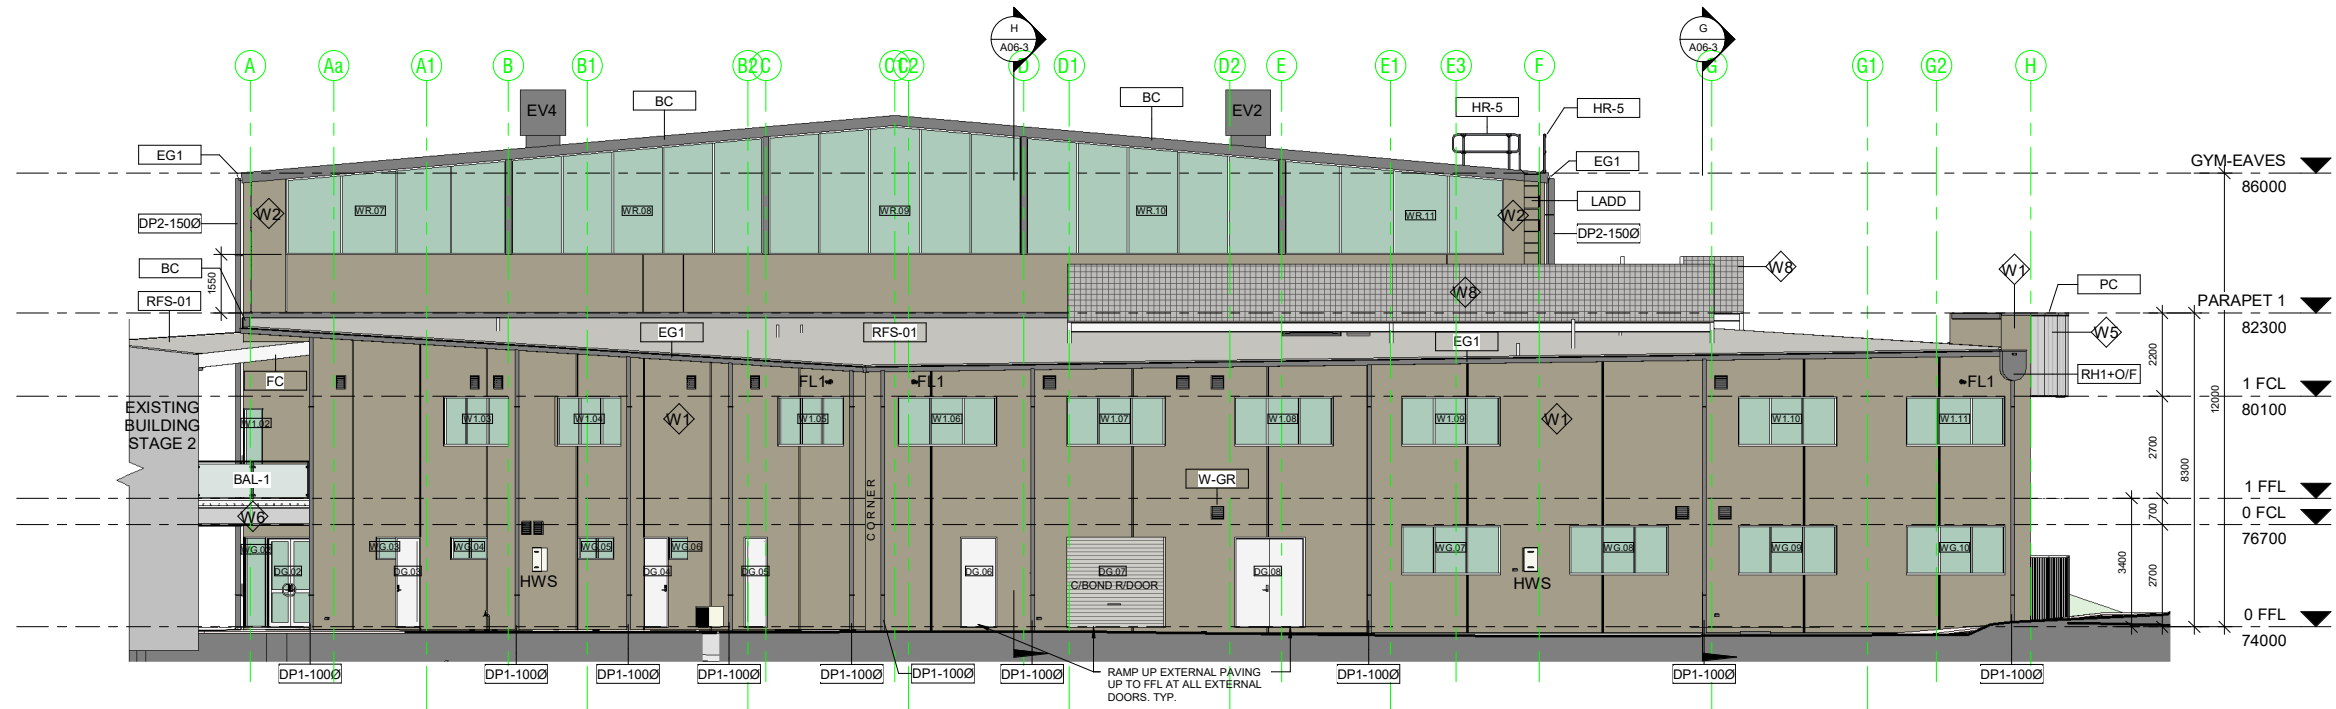 H
A06-3
G
A06-3
A
Aa
A1
B
B1
B2
C
C1
C2
D
D1
D2
E
E1
E3
F
G
G1
G2
H
EV4
BC
BC
EV2
HR-5
HR-5
EG1
EG1
GYM-EAVES
86000
DP2-150Ø
W2
WR.07
WR.08
WR.09
WR.10
WR.11
W2
LADD
DP2-150Ø
BC
1550
RFS-01
W8
W8
W1
PC
PARAPET 1
82300
EG1
RFS-01
EG1
W5
2200
FC
FL1
FL1
FL1
RH1+O/F
1 FCL
80100
12000
EXISTING
BUILDING
STAGE 2
W1.02
W1.03
W1.04
W1
W1.05
W1.06
W1.07
W1.08
W1.09
W1
W1.10
W1.11
2700
8300
BAL-1
W-GR
CORNER
1 FFL
W6
700
0 FCL
76700
WG.02
DG.02
WG.03
DG.03
WG.04
HWS
WG.05
DG.04
WG.06
DG.05
DG.06
DG.07
C/BOND R/DOOR
DG.08
WG.07
HWS
WG.08
WG.09
WG.10
3400
2700
0 FFL
74000
DP1-100Ø
DP1-100Ø
DP1-100Ø
DP1-100Ø
DP1-100Ø
DP1-100Ø
DP1-100Ø
RAMP UP EXTERNAL PAVING
UP TO FFL AT ALL EXTERNAL
DOORS. TYP.
DP1-100Ø
DP1-100Ø
DP1-100Ø